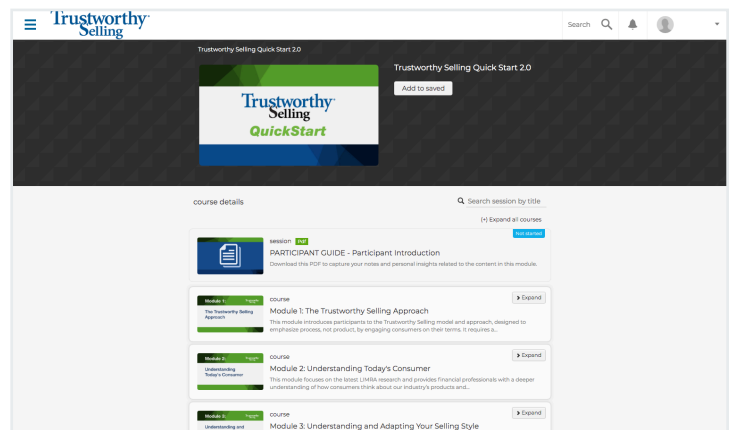 Trustworthy
Selling
Search
Trustworthy Selling Quick Start 2.0
Trustworthy
Selling
QuickStart
Trustworthy Selling Quick Start 2.0
Add to saved
course details
Search session by title
(+) Expand all courses
Not started
session Pdf
PARTICIPANT GUIDE - Participant Introduction
Download this PDF to capture your notes and personal insights related to the content in this module.
Module 1:
The Trustworthy Selling
Approach
course
Expand
Module 1: The Trustworthy Selling Approach
This module introduces participants to the Trustworthy Selling model and approach, designed to
emphasize process, not product, by engaging consumers on their terms. It requires a...
Module 2:
Understanding
Today's Consumer
course
Expand
Module 2: Understanding Today's Consumer
This module focuses on the latest LIMRA research and provides financial professionals with a deeper
understanding of how consumers think about our industry's products and...
Module 3:
Understanding and
course
Expand
Module 3: Understanding and Adapting Your Selling Style